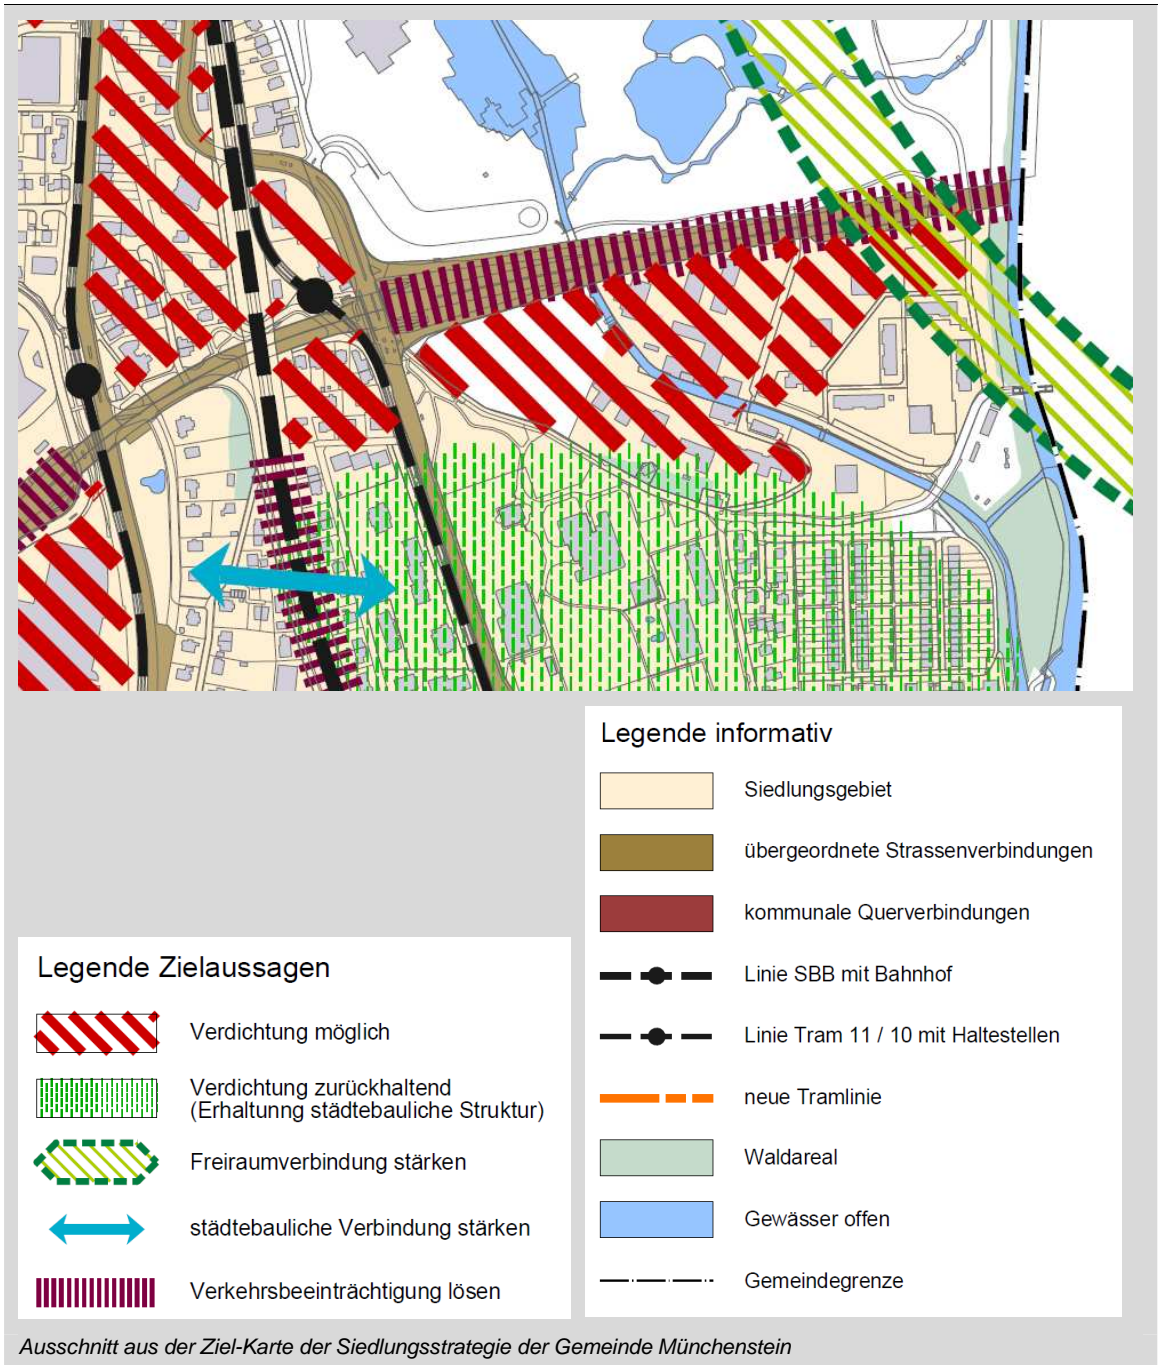 Legende informativ
Siedlungsgebiet
übergeordnete Strassenverbindungen
kommunale Querverbindungen
Linie SBB mit Bahnhof
Linie Tram 11 / 10 mit Haltestellen
neue Tramlinie
Waldareal
Gewässer offen
Gemeindegrenze
Legende Zielaussagen
Verdichtung möglich
Verdichtung zurückhaltend
(Erhaltunng städtebauliche Struktur)
Freiraumverbindung stärken
städtebauliche Verbindung stärken
Verkehrsbeeinträchtigung lösen
Ausschnitt aus der Ziel-Karte der Siedlungsstrategie der Gemeinde Münchenstein